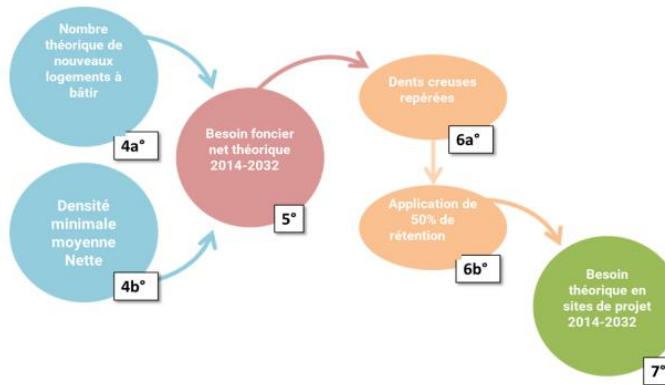 Nombre
théorique de
nouveaux
logements à
bâtir
4a°
Densité
minimale
moyenne
Nette
4b°
Besoin foncier
net théorique
2014-2032
5°
Dents creuses
repérées
6a°
Application de
50% de
rétention
6b°
Besoin
théorique en
sites de projet
2014-2032
7°